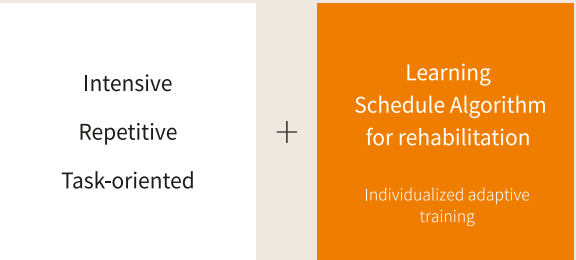 Intensive
Repetitive
Task-oriented
+
Learning
Schedule Algorithm
for rehabilitation
Individualized adaptive
training